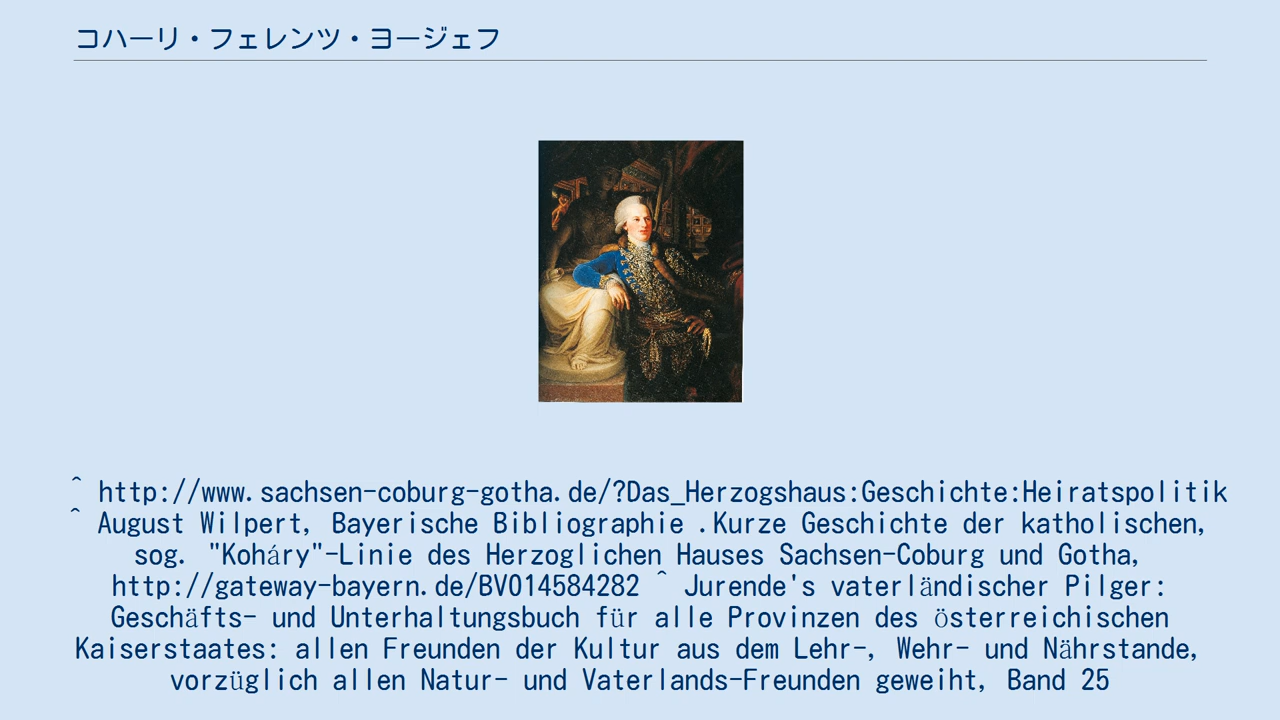 コハーリ・フェレンツ・ヨージェフ
^ http://www.sachsen-coburg-gotha.de/?Das_Herzogshaus:Geschichte:Heiratspolitik
^ August Wilpert, Bayerische Bibliographie .Kurze Geschichte der katholischen,
sog. "Koháry"-Linie des Herzoglichen Hauses Sachsen-Coburg und Gotha,
http://gateway-bayern.de/BV014584282 ^ Jurende's vaterländischer Pilger:
Geschäfts- und Unterhaltungsbuch für alle Provinzen des österreichischen
Kaiserstaates: allen Freunden der Kultur aus dem Lehr-, Wehr- und Nährstande,
vorzüglich allen Natur- und Vaterlands-Freunden geweiht, Band 25